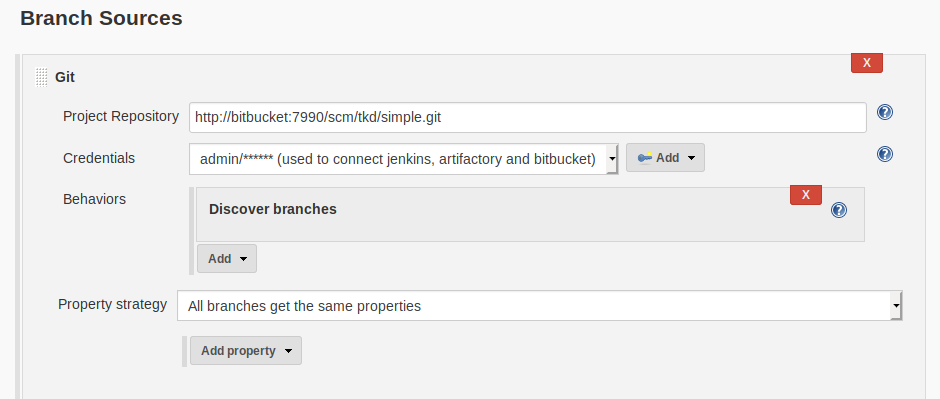 Branch Sources
X
Git
Project Repository http://bitbucket:7990/scm/tkd/simple.git ?
Credentials admin/****** (used to connect jenkins, artifactory and bitbucket) Add ?
Behaviors X
Discover branches ?
Add
Property strategy All branches get the same properties
Add property